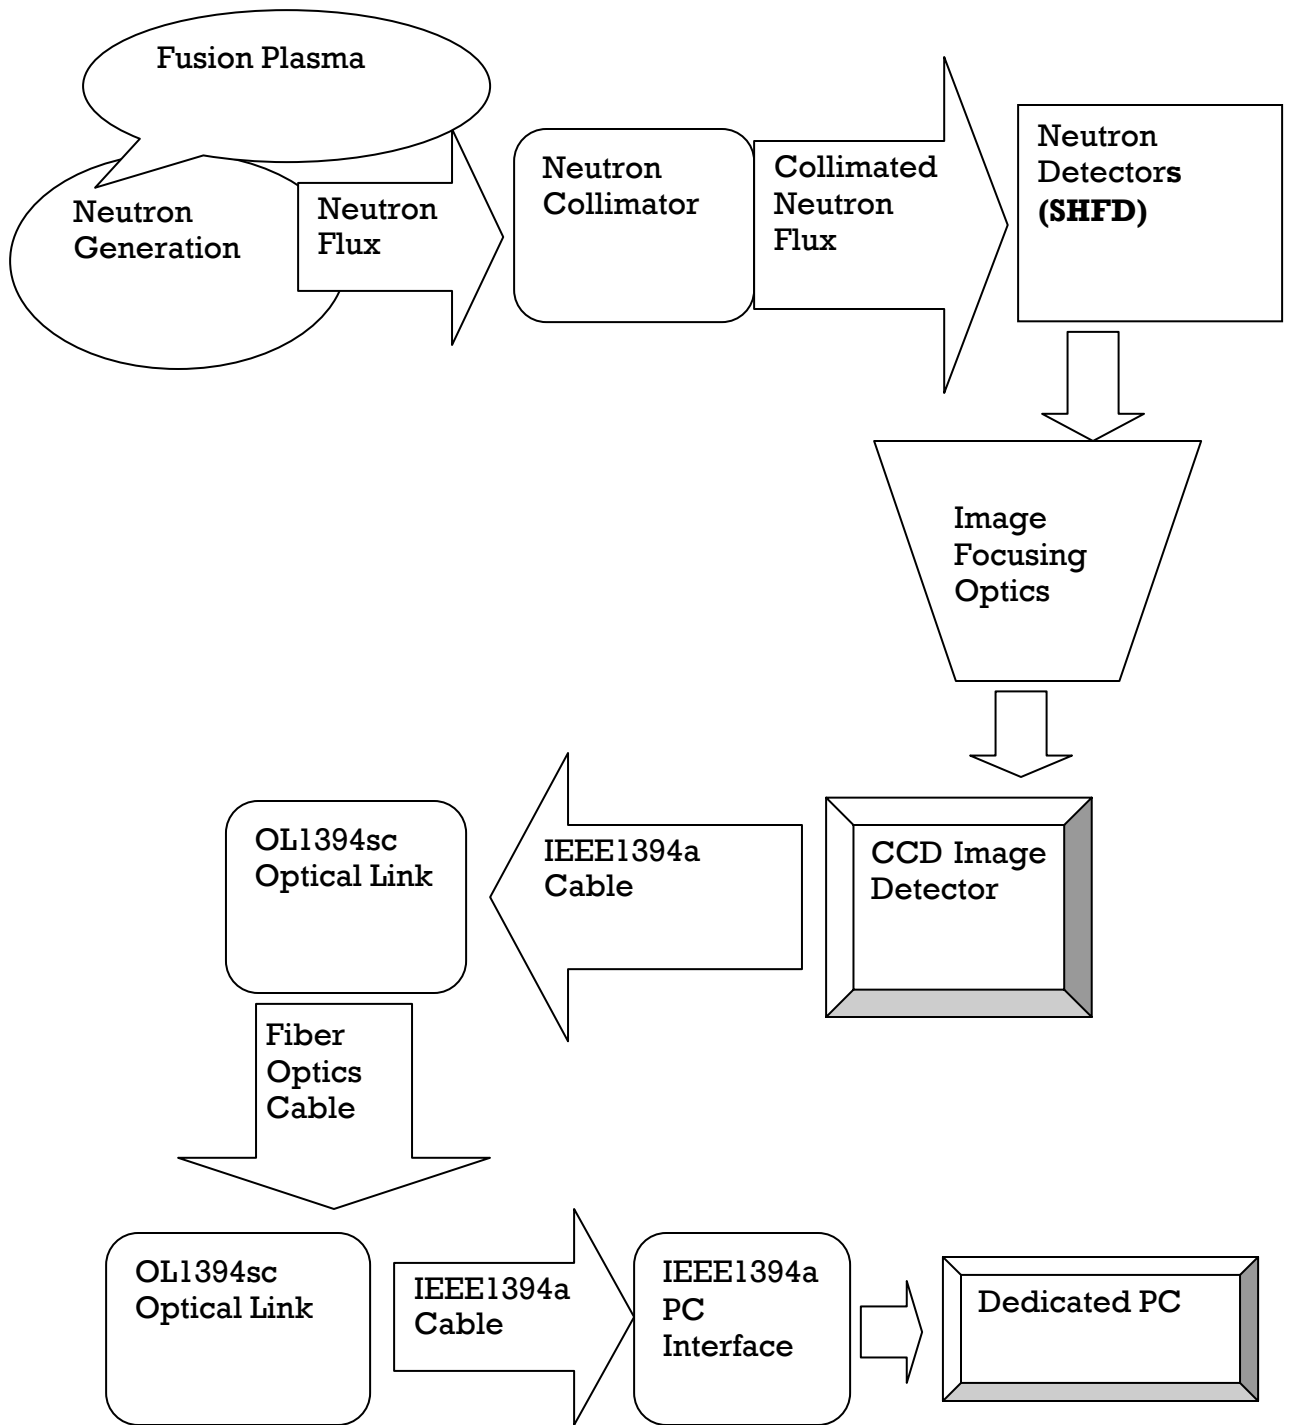 Fusion Plasma
Neutron
Generation
Neutron
Flux
Neutron
Collimator
Collimated
Neutron
Flux
Neutron
Detectors
(SHFD)
Image
Focusing
Optics
CCD Image
Detector
IEEE1394a
Cable
OL1394sc
Optical Link
Fiber
Optics
Cable
OL1394sc
Optical Link
IEEE1394a
Cable
IEEE1394a
PC
Interface
Dedicated PC